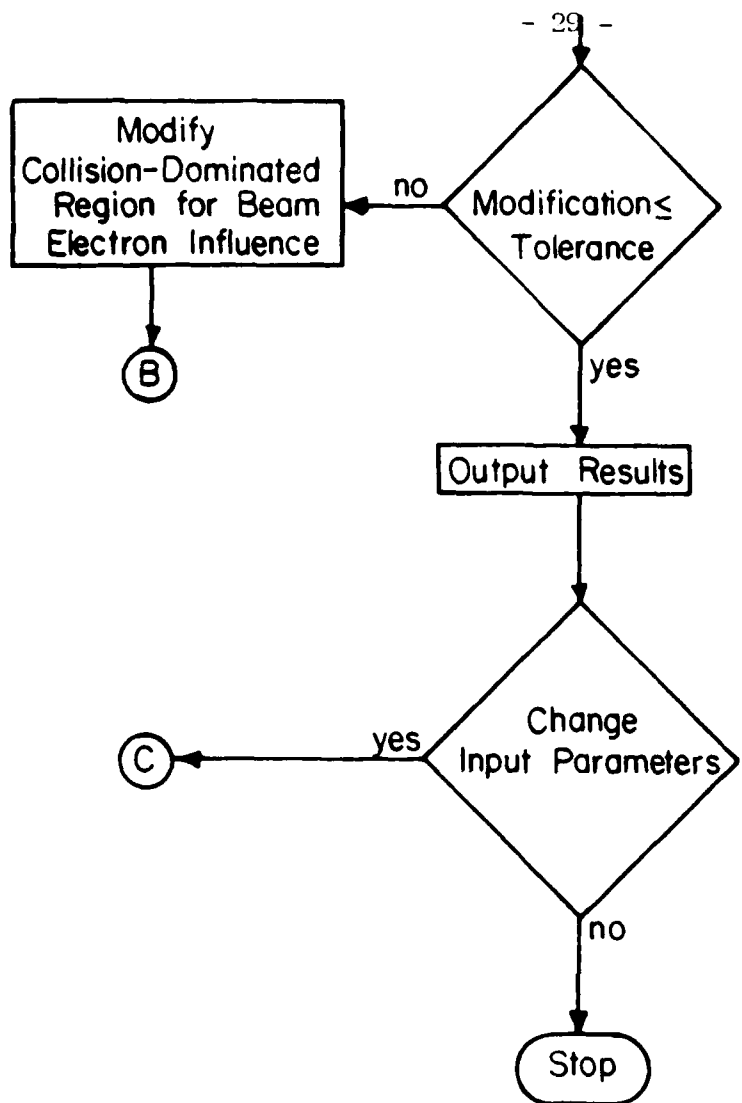 - 29 -
Modify
Collision-Dominated
Region for Beam
Electron Influence
no
Modification≤
Tolerance
B
yes
Output Results
Change
Input Parameters
yes
C
no
Stop